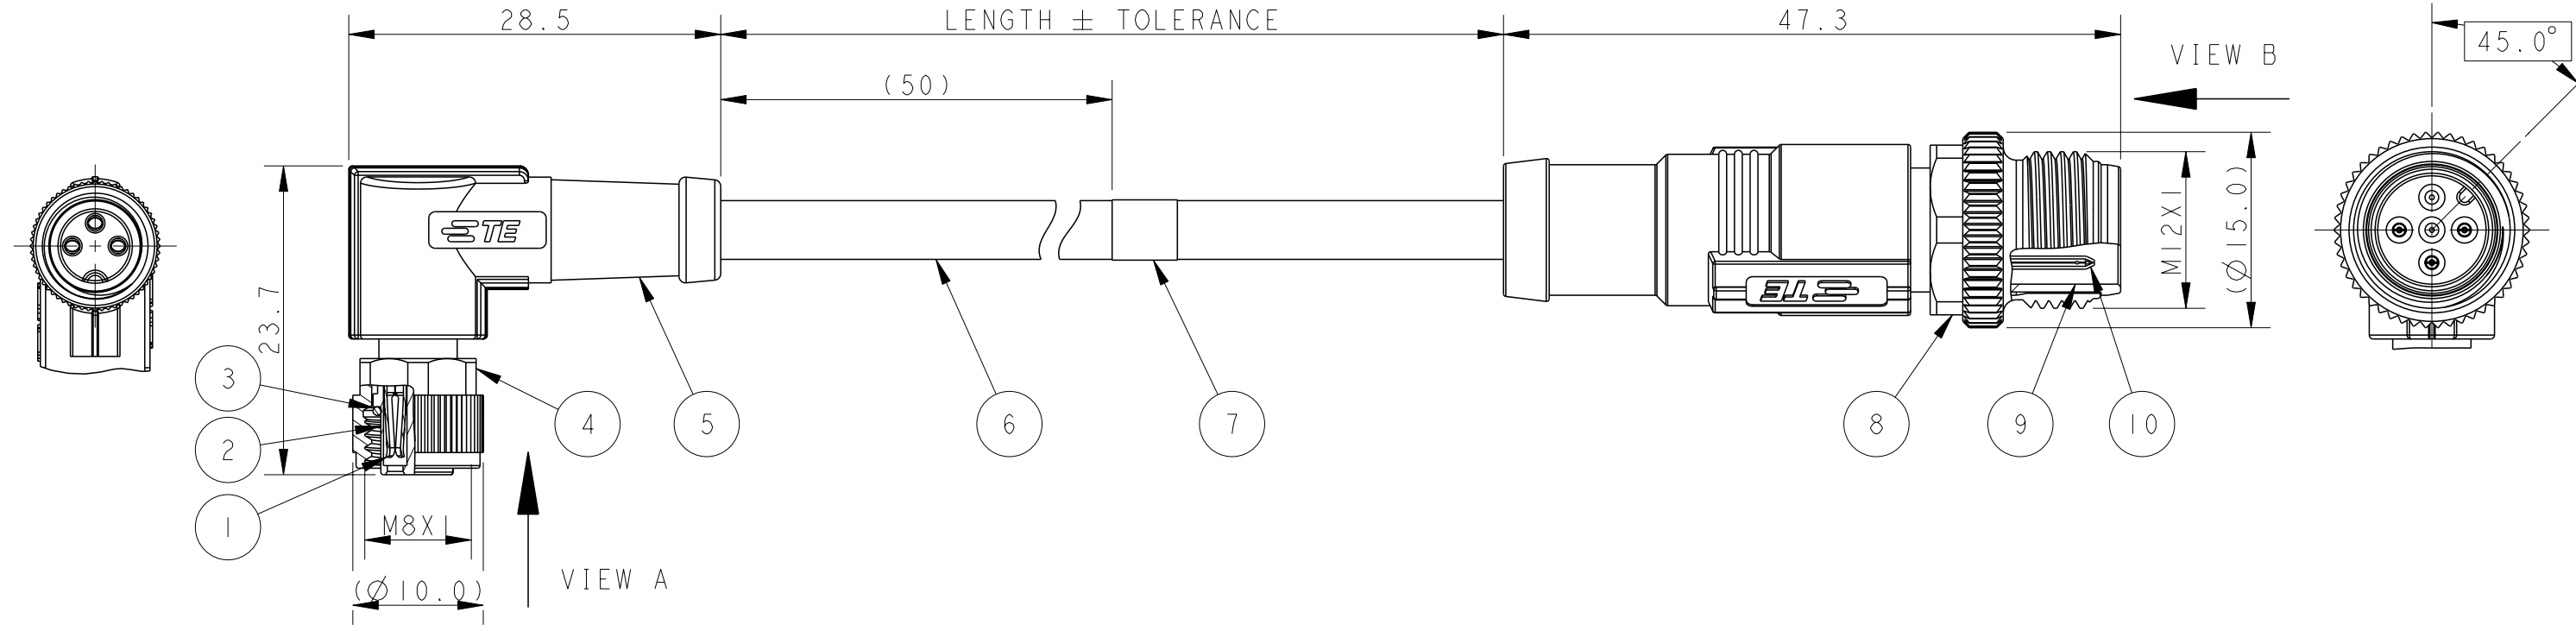 28.5
LENGTH ± TOLERANCE
47.3
45.0°
VIEW B
(50)
TE
TE
23.7
M12X1
(Ø15.0)
3
4
5
6
7
8
9
10
2
1
M8X1
VIEW A
(Ø10.0)